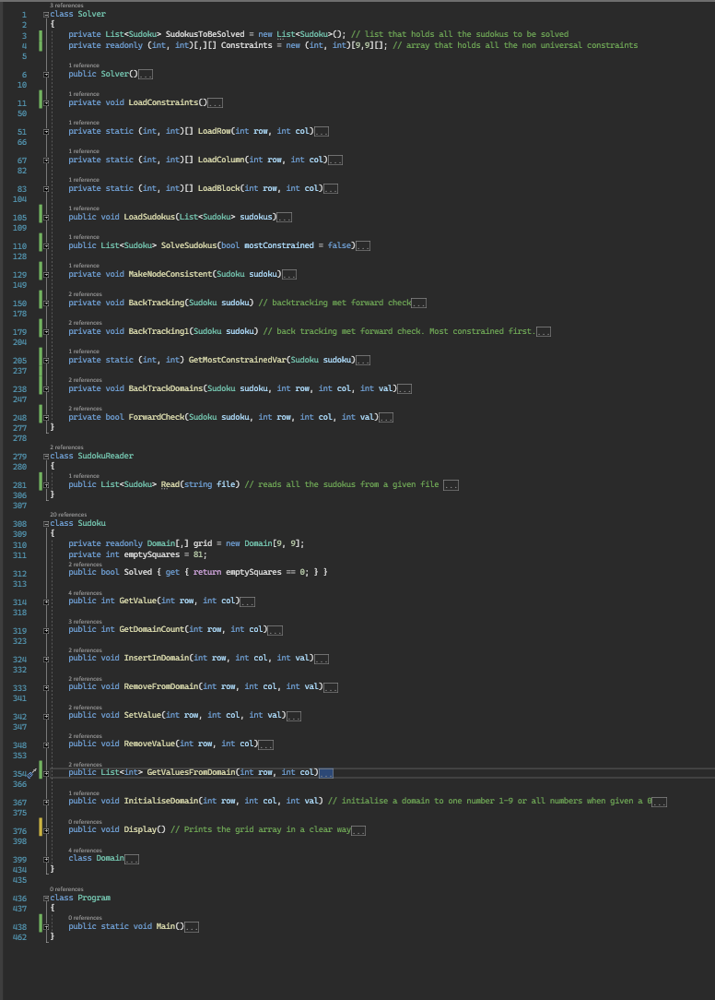 3 references
1 class Solver
2 {
3 private List<Sudoku> SudokusToBeSolved = new List<Sudoku>(); // list that holds all the sudokus to be solved
4 private readonly (int, int)[,][] Constraints = new (int, int)[9,9][]; // array that holds all the non universal constraints
5
1 reference
6 public Solver()...
10
1 reference
11 private void LoadConstraints()...
50
1 reference
51 private static (int, int)[] LoadRow(int row, int col)...
66
1 reference
67 private static (int, int)[] LoadColumn(int row, int col)...
82
1 reference
83 private static (int, int)[] LoadBlock(int row, int col)...
104
1 reference
105 public void LoadSudokus(List<Sudoku> sudokus)...
109
1 reference
110 public List<Sudoku> SolveSudokus(bool mostConstrained = false)...
128
1 reference
129 private void MakeNodeConsistent(Sudoku sudoku)...
149
2 references
150 private void BackTracking(Sudoku sudoku) // backtracking met forward check...
178
2 references
179 private void BackTracking1(Sudoku sudoku) // back tracking met forward check. Most constrained first....
204
1 reference
205 private static (int, int) GetMostConstrainedVar(Sudoku sudoku)...
237
2 references
238 private void BackTrackDomains(Sudoku sudoku, int row, int col, int val)...
247
2 references
248 private bool ForwardCheck(Sudoku sudoku, int row, int col, int val)...
277 }
278
2 references
279 class SudokuReader
280 {
1 reference
281 public List<Sudoku> Read(string file) // reads all the sudokus from a given file ...
306 }
307
20 references
308 class Sudoku
309 {
310 private readonly Domain[,] grid = new Domain[9, 9];
311 private int emptySquares = 81;
2 references
312 public bool Solved { get { return emptySquares == 0; } }
313
4 references
314 public int GetValue(int row, int col)...
318
3 references
319 public int GetDomainCount(int row, int col)...
323
2 references
324 public void InsertInDomain(int row, int col, int val)...
332
2 references
333 public void RemoveFromDomain(int row, int col, int val)...
341
2 references
342 public void SetValue(int row, int col, int val)...
347
2 references
348 public void RemoveValue(int row, int col)...
353
2 references
354 public List<int> GetValuesFromDomain(int row, int col)...
366
1 reference
367 public void InitialiseDomain(int row, int col, int val) // initialise a domain to one number 1-9 or all numbers when given a 0...
375
0 references
376 public void Display() // Prints the grid array in a clear way...
398
4 references
399 class Domain...
434 }
435
0 references
436 class Program
437 {
0 references
438 public static void Main()...
462 }